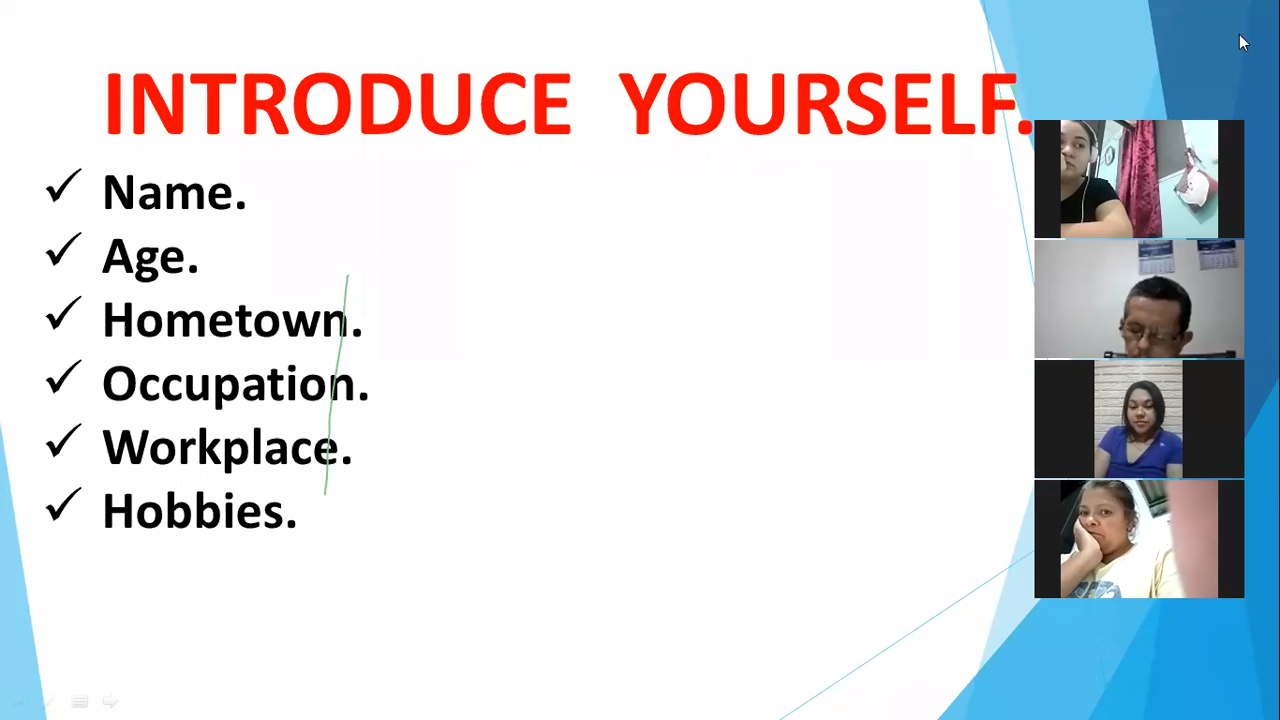 INTRODUCE YOURSELF.
Name.
Age.
Hometown.
Occupation.
Workplace.
Hobbies.